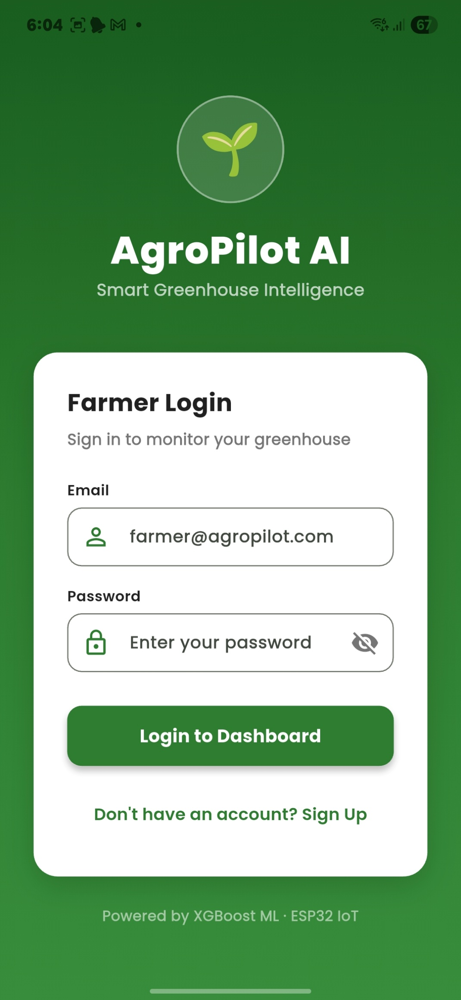 6:04
6
67
AgroPilot AI
Smart Greenhouse Intelligence
Farmer Login
Sign in to monitor your greenhouse
Email
farmer@agropilot.com
Password
Enter your password
Login to Dashboard
Don't have an account? Sign Up
Powered by XGBoost ML · ESP32 IoT